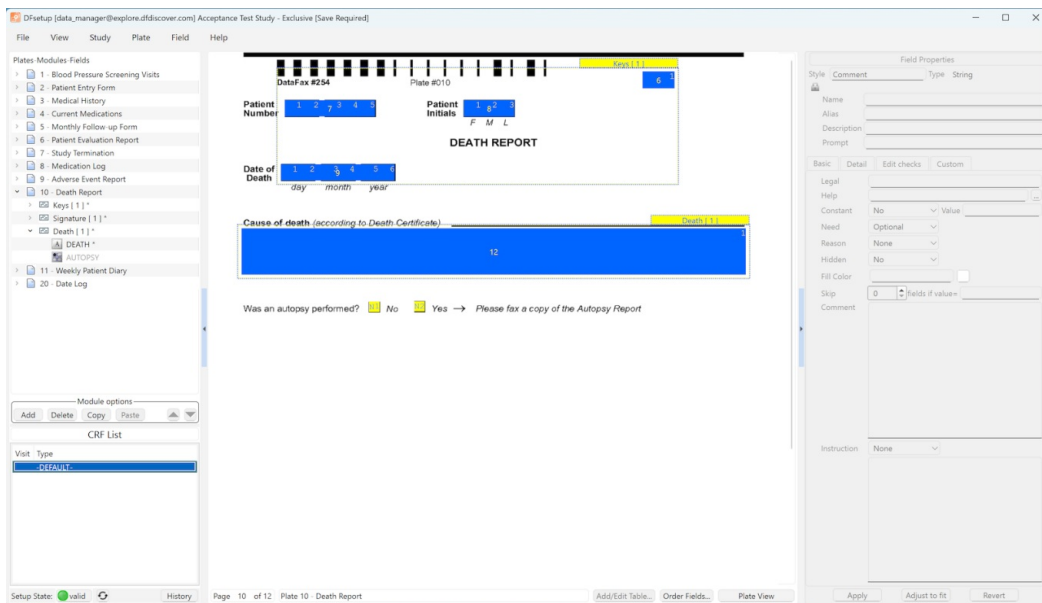 DFsetup [data_manager@explore.dfdiscover.com] Acceptance Test Study - Exclusive [Save Required]
File View Study Plate Field Help
Plates-Modules-Fields
1 - Blood Pressure Screening Visits
2 - Patient Entry Form
3 - Medical History
4 - Current Medications
5 - Monthly Follow-up Form
6 - Patient Evaluation Report
7 - Study Termination
8 - Medication Log
9 - Adverse Event Report
10 - Death Report
Keys [ 1 ] *
Signature [ 1 ] *
Death [ 1 ] *
DEATH *
AUTOPSY
11 - Weekly Patient Diary
20 - Date Log
Module options
Add Delete Copy Paste
CRF List
Visit Type
-DEFAULT-
Setup State: valid History
Keys [ 1 ]
DataFax #254 Plate #010 6 1
Patient Number 1 2 7 3 4 5 Patient Initials 1 8 2 3
F M L
DEATH REPORT
Date of Death 1 2 3 9 4 5 6
day month year
Cause of death (according to Death Certificate) Death [ 1 ]
1
12
Was an autopsy performed? No Yes → Please fax a copy of the Autopsy Report
Page 10 of 12 Plate 10 - Death Report Add/Edit Table... Order Fields... Plate View
Field Properties
Style Comment Type String
Name
Alias
Description
Prompt
Basic Detail Edit checks Custom
Legal
Help ...
Constant No Value
Need Optional
Reason None
Hidden No
Fill Color
Skip 0 fields if value=
Comment
Instruction None
Apply Adjust to fit Revert